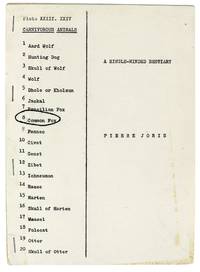 Plate XXXIII. XXXIV
CARNIVOROUS ANIMALS
1 Aard Wolf
2 Hunting Dog
3 Skull of Wolf
4 Wolf
5 Dhole or Kholsun
6 Jackal
7 Brazilian Fox
8 Common Fox
9 Fennec
10 Civet
11 Genet
12 Zibet
13 Ichneumon
14 Rasse
15 Marten
16 Skull of Marten
17 Weasel
18 Polecat
19 Otter
20 Skull of Otter
A SINGLE-MINDED BESTIARY
PIERRE JORIS